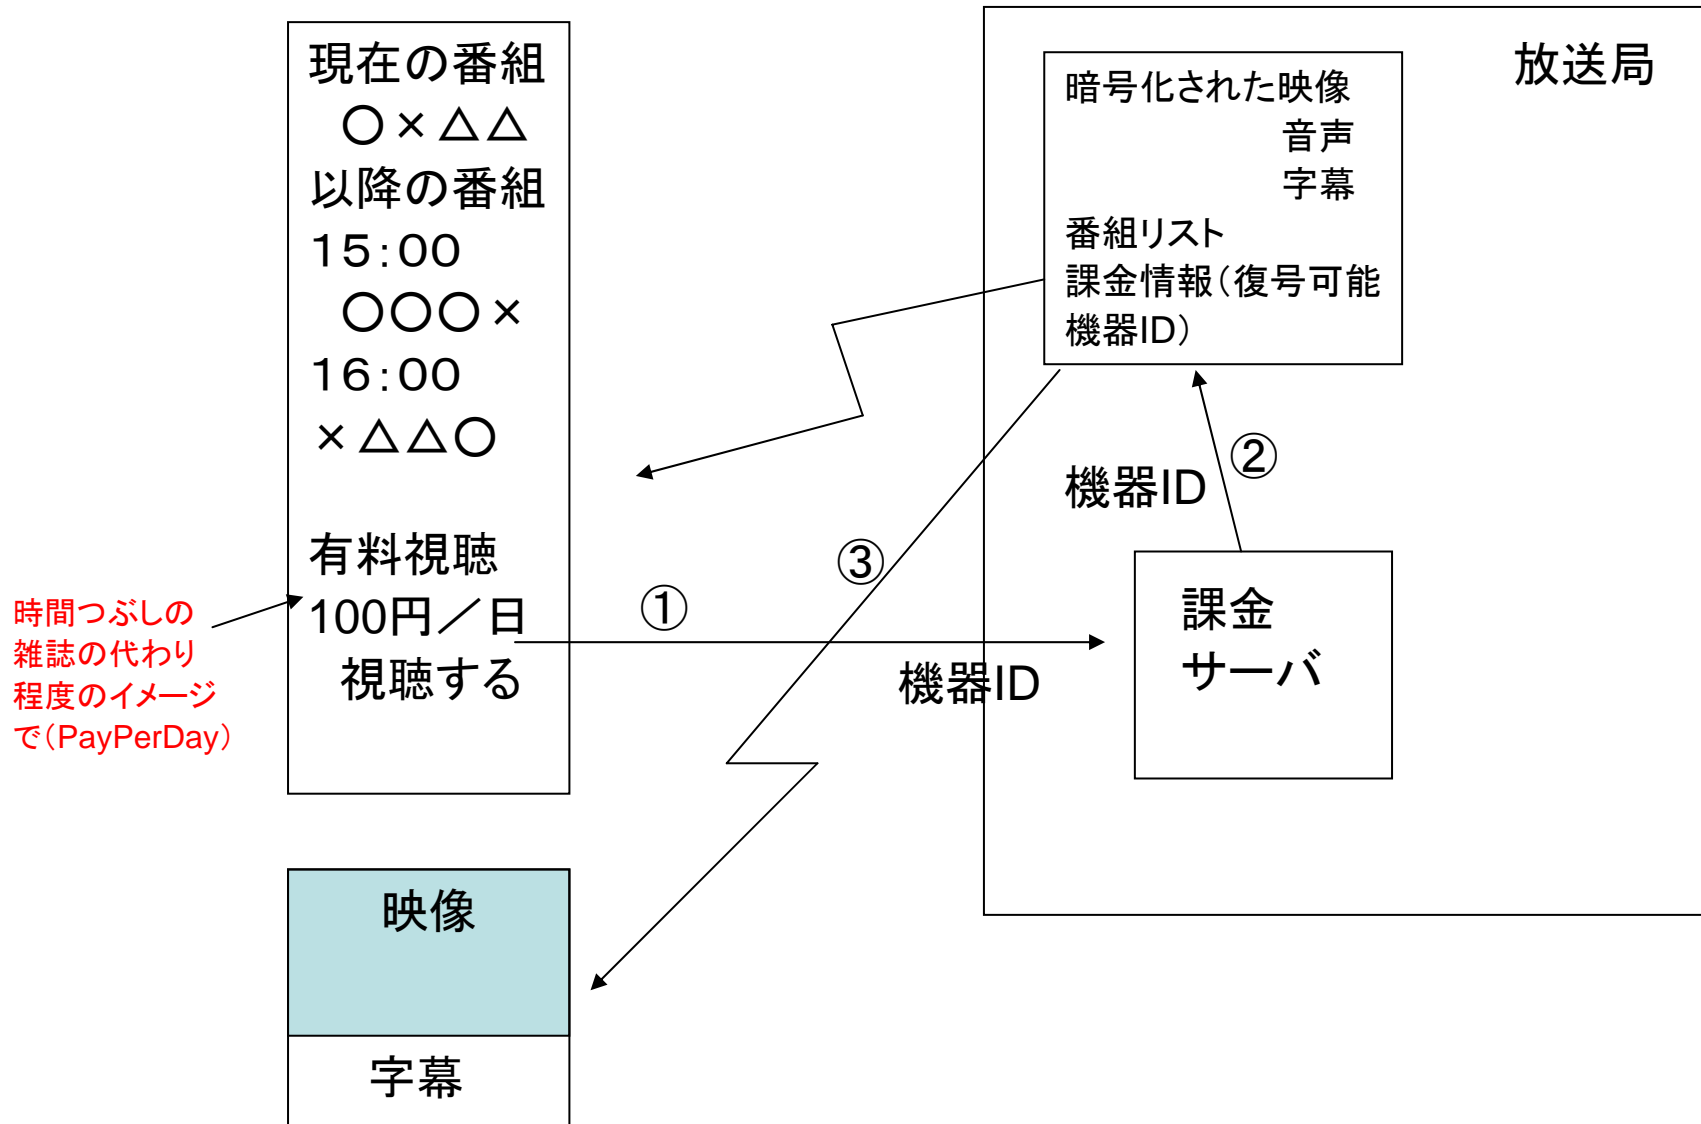 現在の番組
○×△△
以降の番組
15:00
○○○×
16:00
×△△○
有料視聴
100円／日
視聴する
時間つぶしの
雑誌の代わり
程度のイメージ
で（PayPerDay）
映像
字幕
①
機器ID
③
放送局
暗号化された映像
音声
字幕
番組リスト
課金情報（復号可能
機器ID）
②
機器ID
課金
サーバ